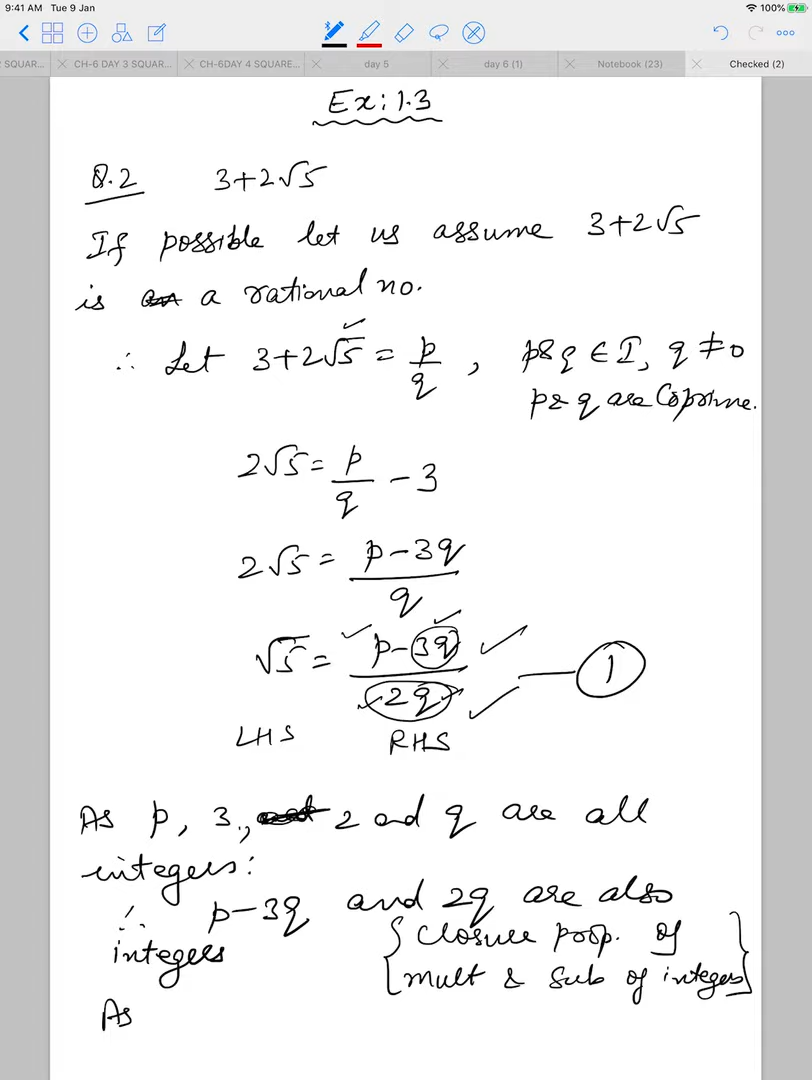 9:41 AM Tue 9 Jan
100%
SQUAR...
CH-6 DAY 3 SQUAR...
CH-6DAY 4 SQUARE...
day 5
day 6 (1)
Notebook (23)
Checked (2)
Ex: 1.3
Q.2 3+2√5
If possible let us assume 3+2√5
is a rational no.
∴ Let 3+2√5 = p/q , p & q ∈ I, q ≠ 0
p & q are Coprime.
2√5 = p/q - 3
2√5 = (p-3q)/q
√5 = (p-3q)/(2q) — 1
LHS RHS
As p, 3, 2 and q are all
integers:
∴ p-3q and 2q are also
integers { closure prop. of
mult & sub of integers }
As